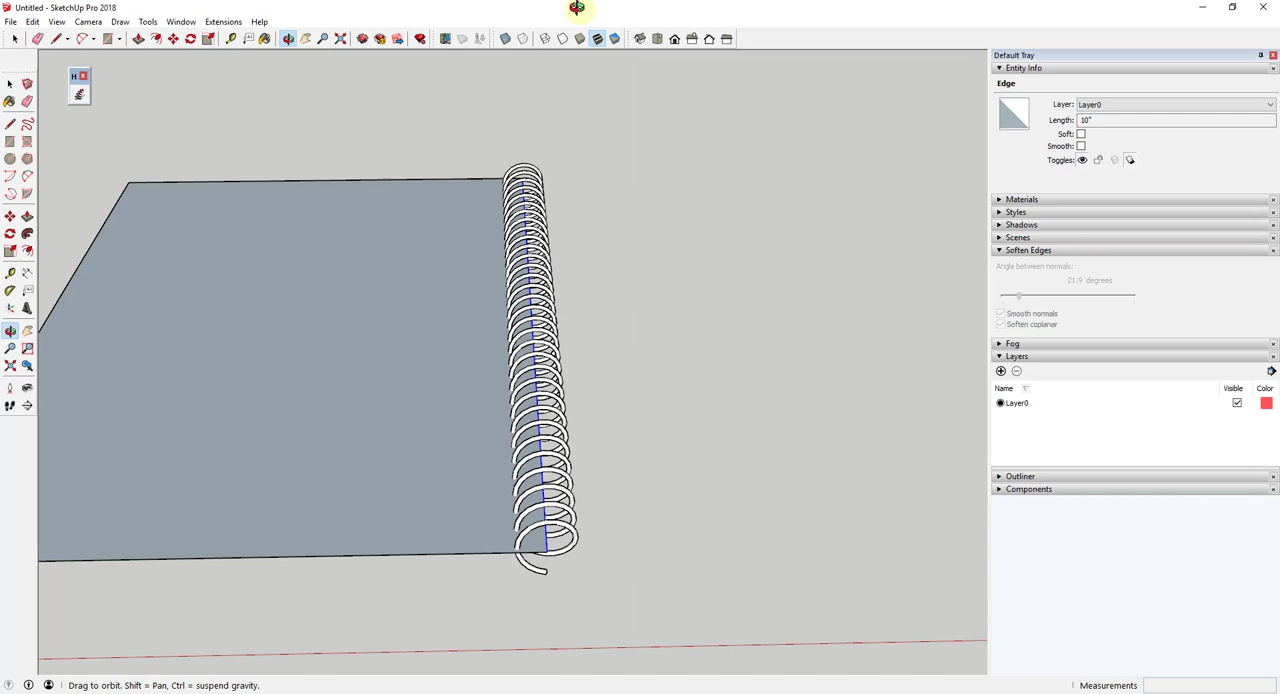 Untitled - SketchUp Pro 2018
File Edit View Camera Draw Tools Window Extensions Help
H
Default Tray
Entity Info
Edge
Layer: Layer0
Length: 10"
Soft:
Smooth:
Toggles:
Materials
Styles
Shadows
Scenes
Soften Edges
Angle between normals:
21.9 degrees
Smooth normals
Soften coplanar
Fog
Layers
Name Visible Color
Layer0
Outliner
Components
Drag to orbit. Shift = Pan, Ctrl = suspend gravity.
Measurements